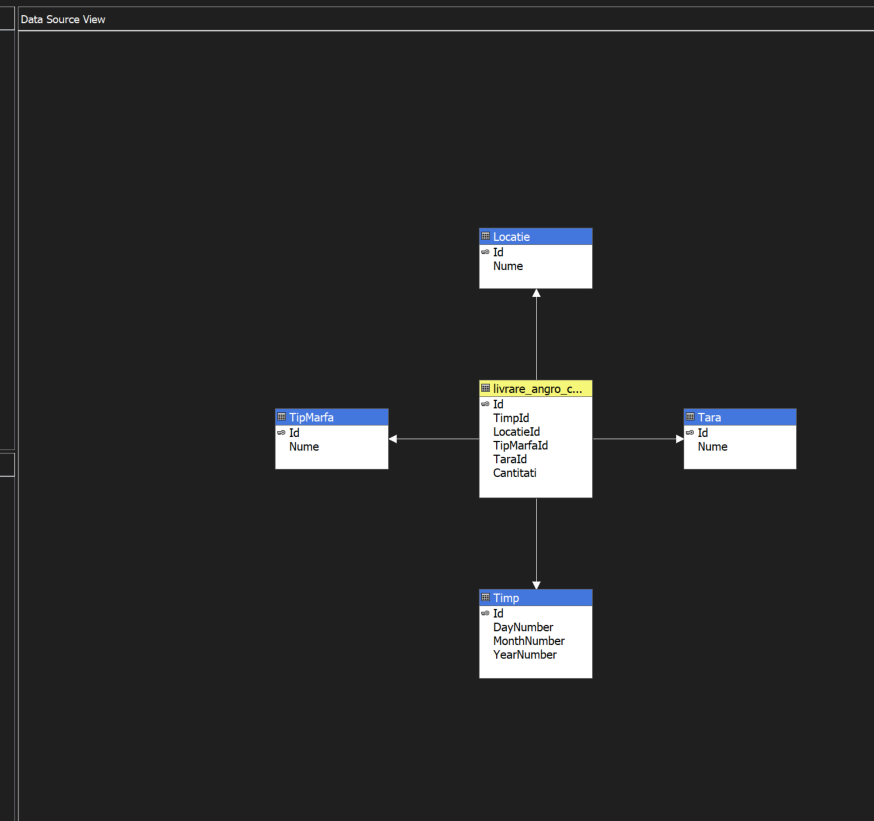 Data Source View
Locatie
Id
Nume
livrare_angro_c...
Id
TimpId
LocatieId
TipMarfaId
TaraId
Cantitati
TipMarfa
Id
Nume
Tara
Id
Nume
Timp
Id
DayNumber
MonthNumber
YearNumber